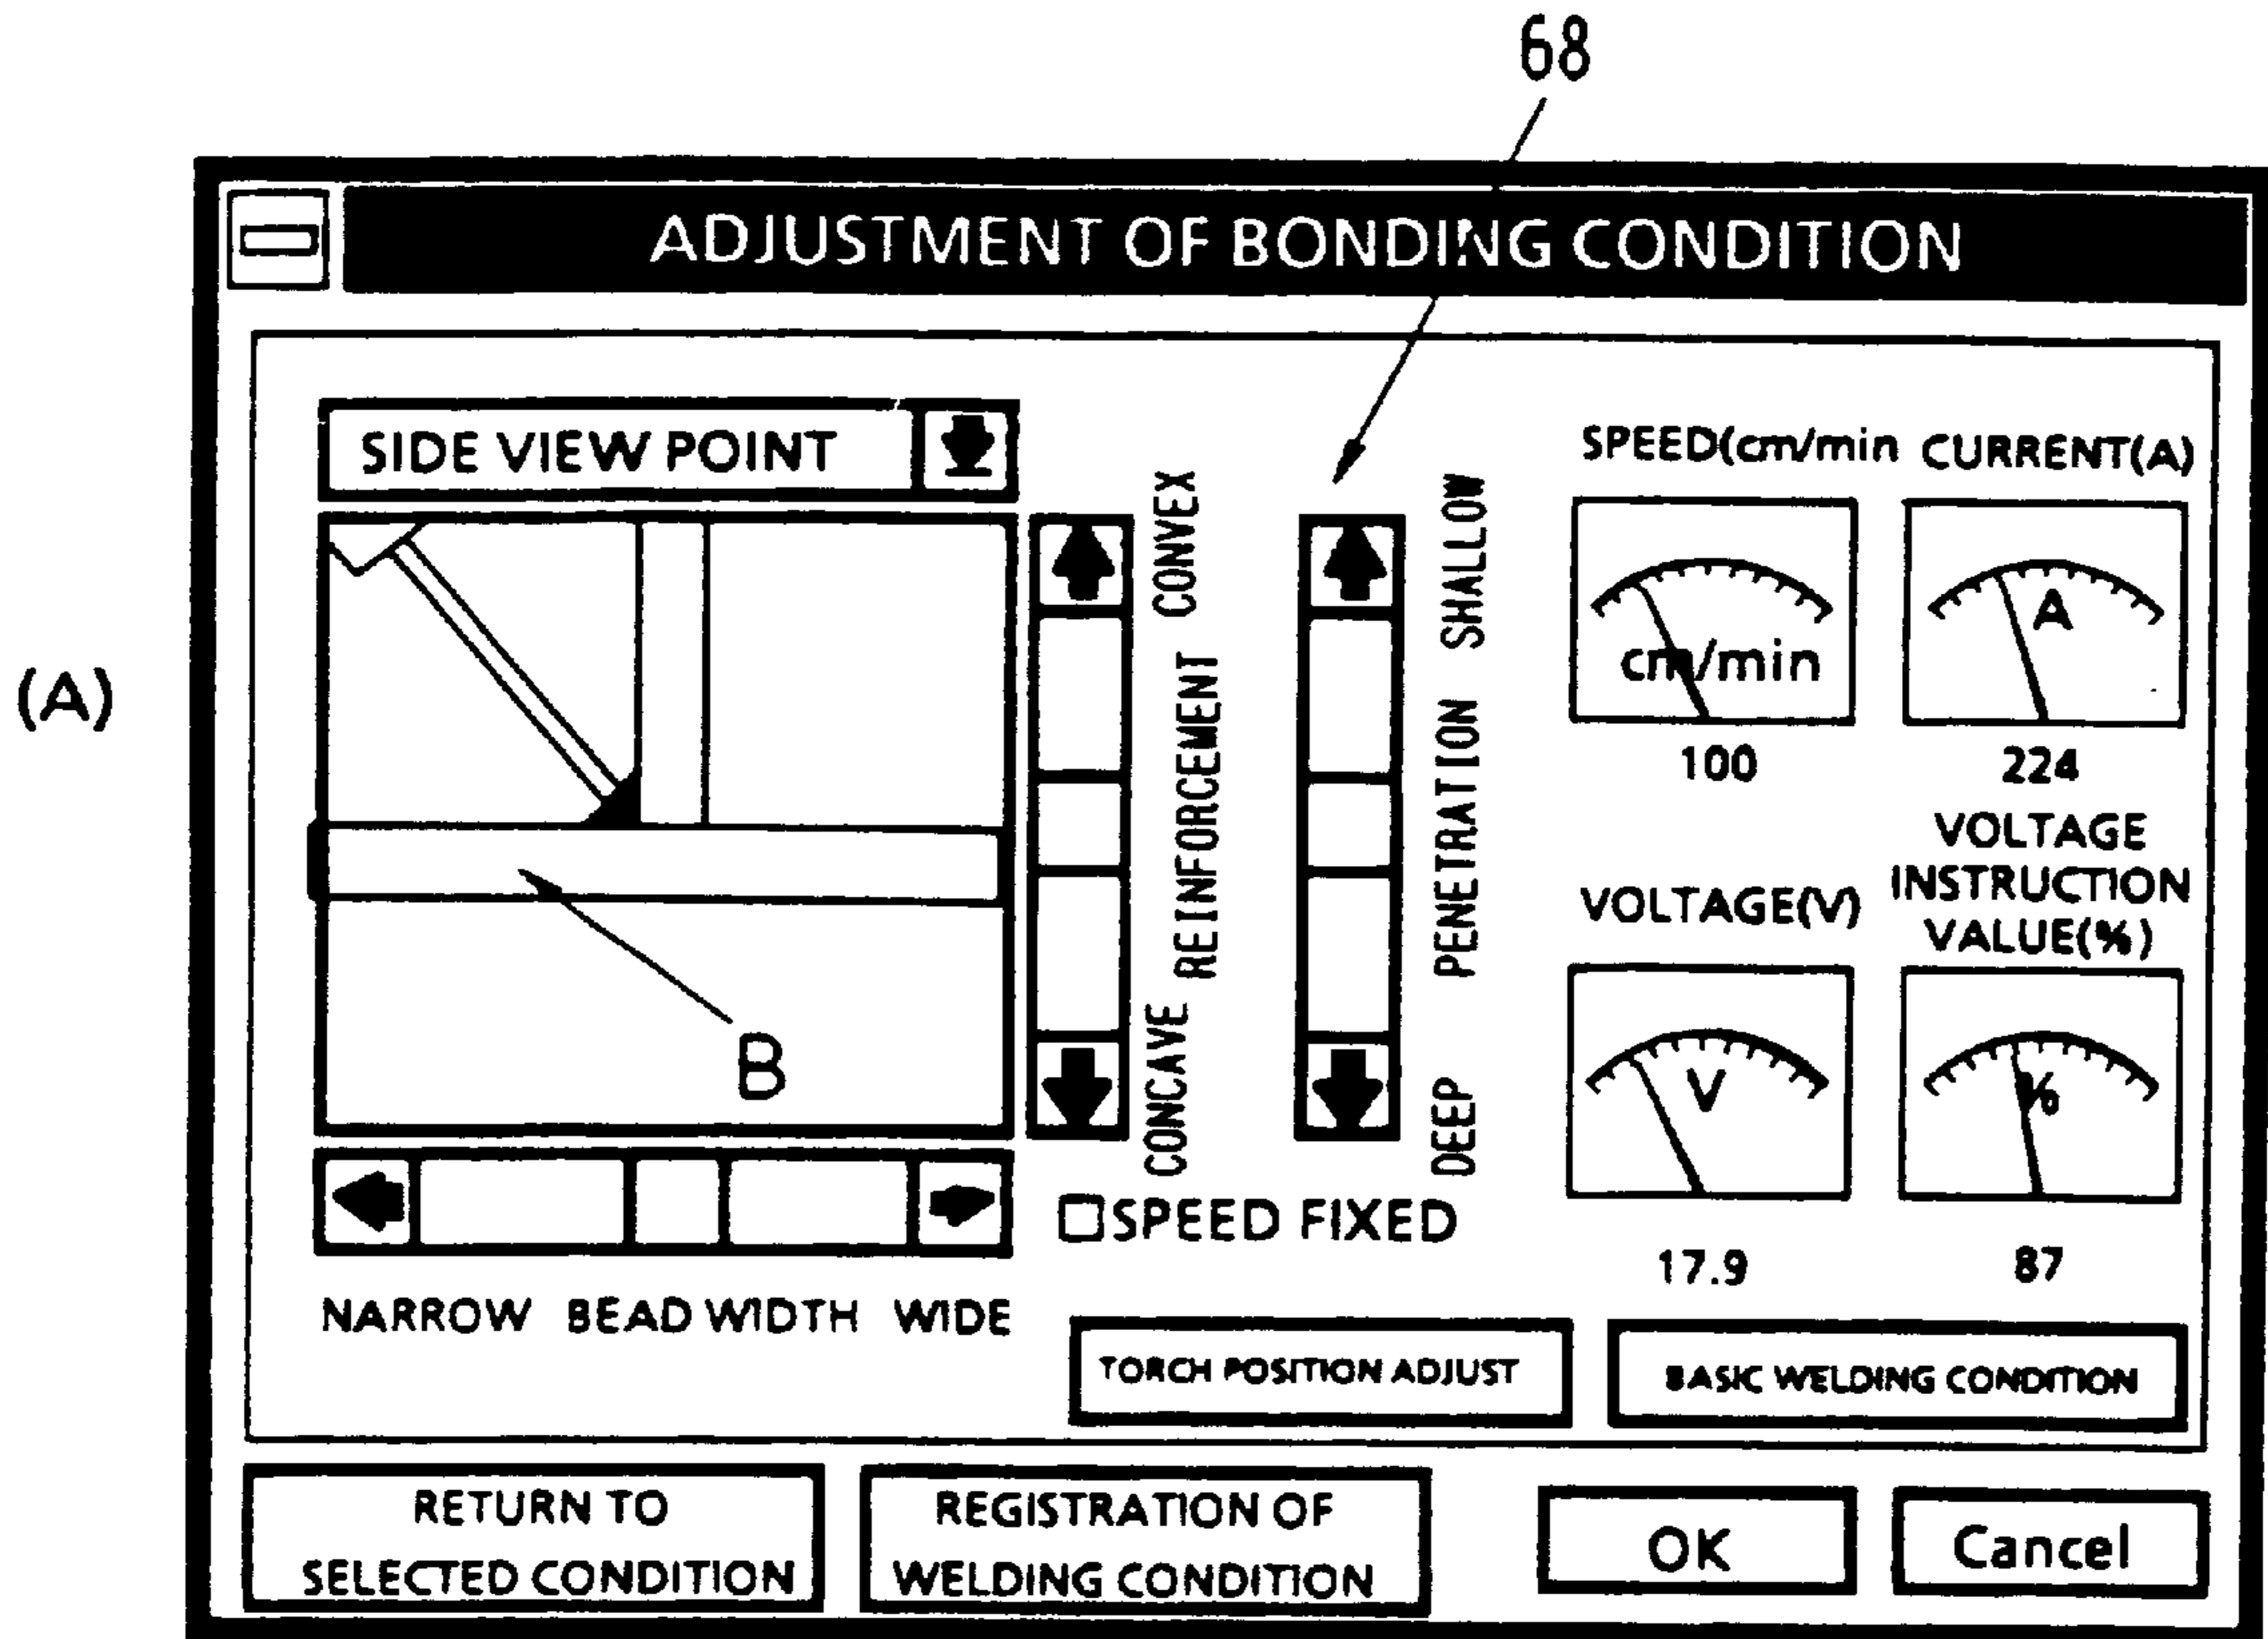 68
ADJUSTMENT OF BONDING CONDITION
(A)
SIDE VIEW POINT
CONVEX
REINFORCEMENT
CONCAVE
SHALLOW
PENETRATION
DEEP
SPEED(cm/min
CURRENT(A)
cm/min
A
100
224
VOLTAGE(V)
VOLTAGE
INSTRUCTION
VALUE(%)
V
%
17.9
87
B
SPEED FIXED
NARROW BEAD WIDTH WIDE
TORCH POSITION ADJUST
BASIC WELDING CONDITION
RETURN TO
SELECTED CONDITION
REGISTRATION OF
WELDING CONDITION
OK
Cancel